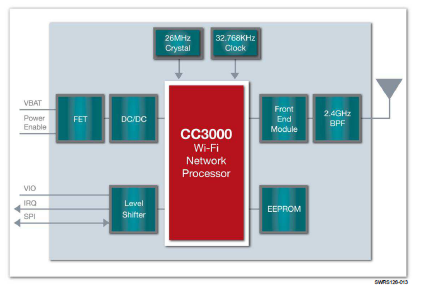 26MHz
Crystal
32,768KHz
Clock
VBAT
Power
Enable
FET
DC/DC
CC3000
Wi-Fi
Network
Processor
Front
End
Module
2,4GHz
BPF
VIO
IRQ
SPI
Level
Shifter
EEPROM
SWRS126-013